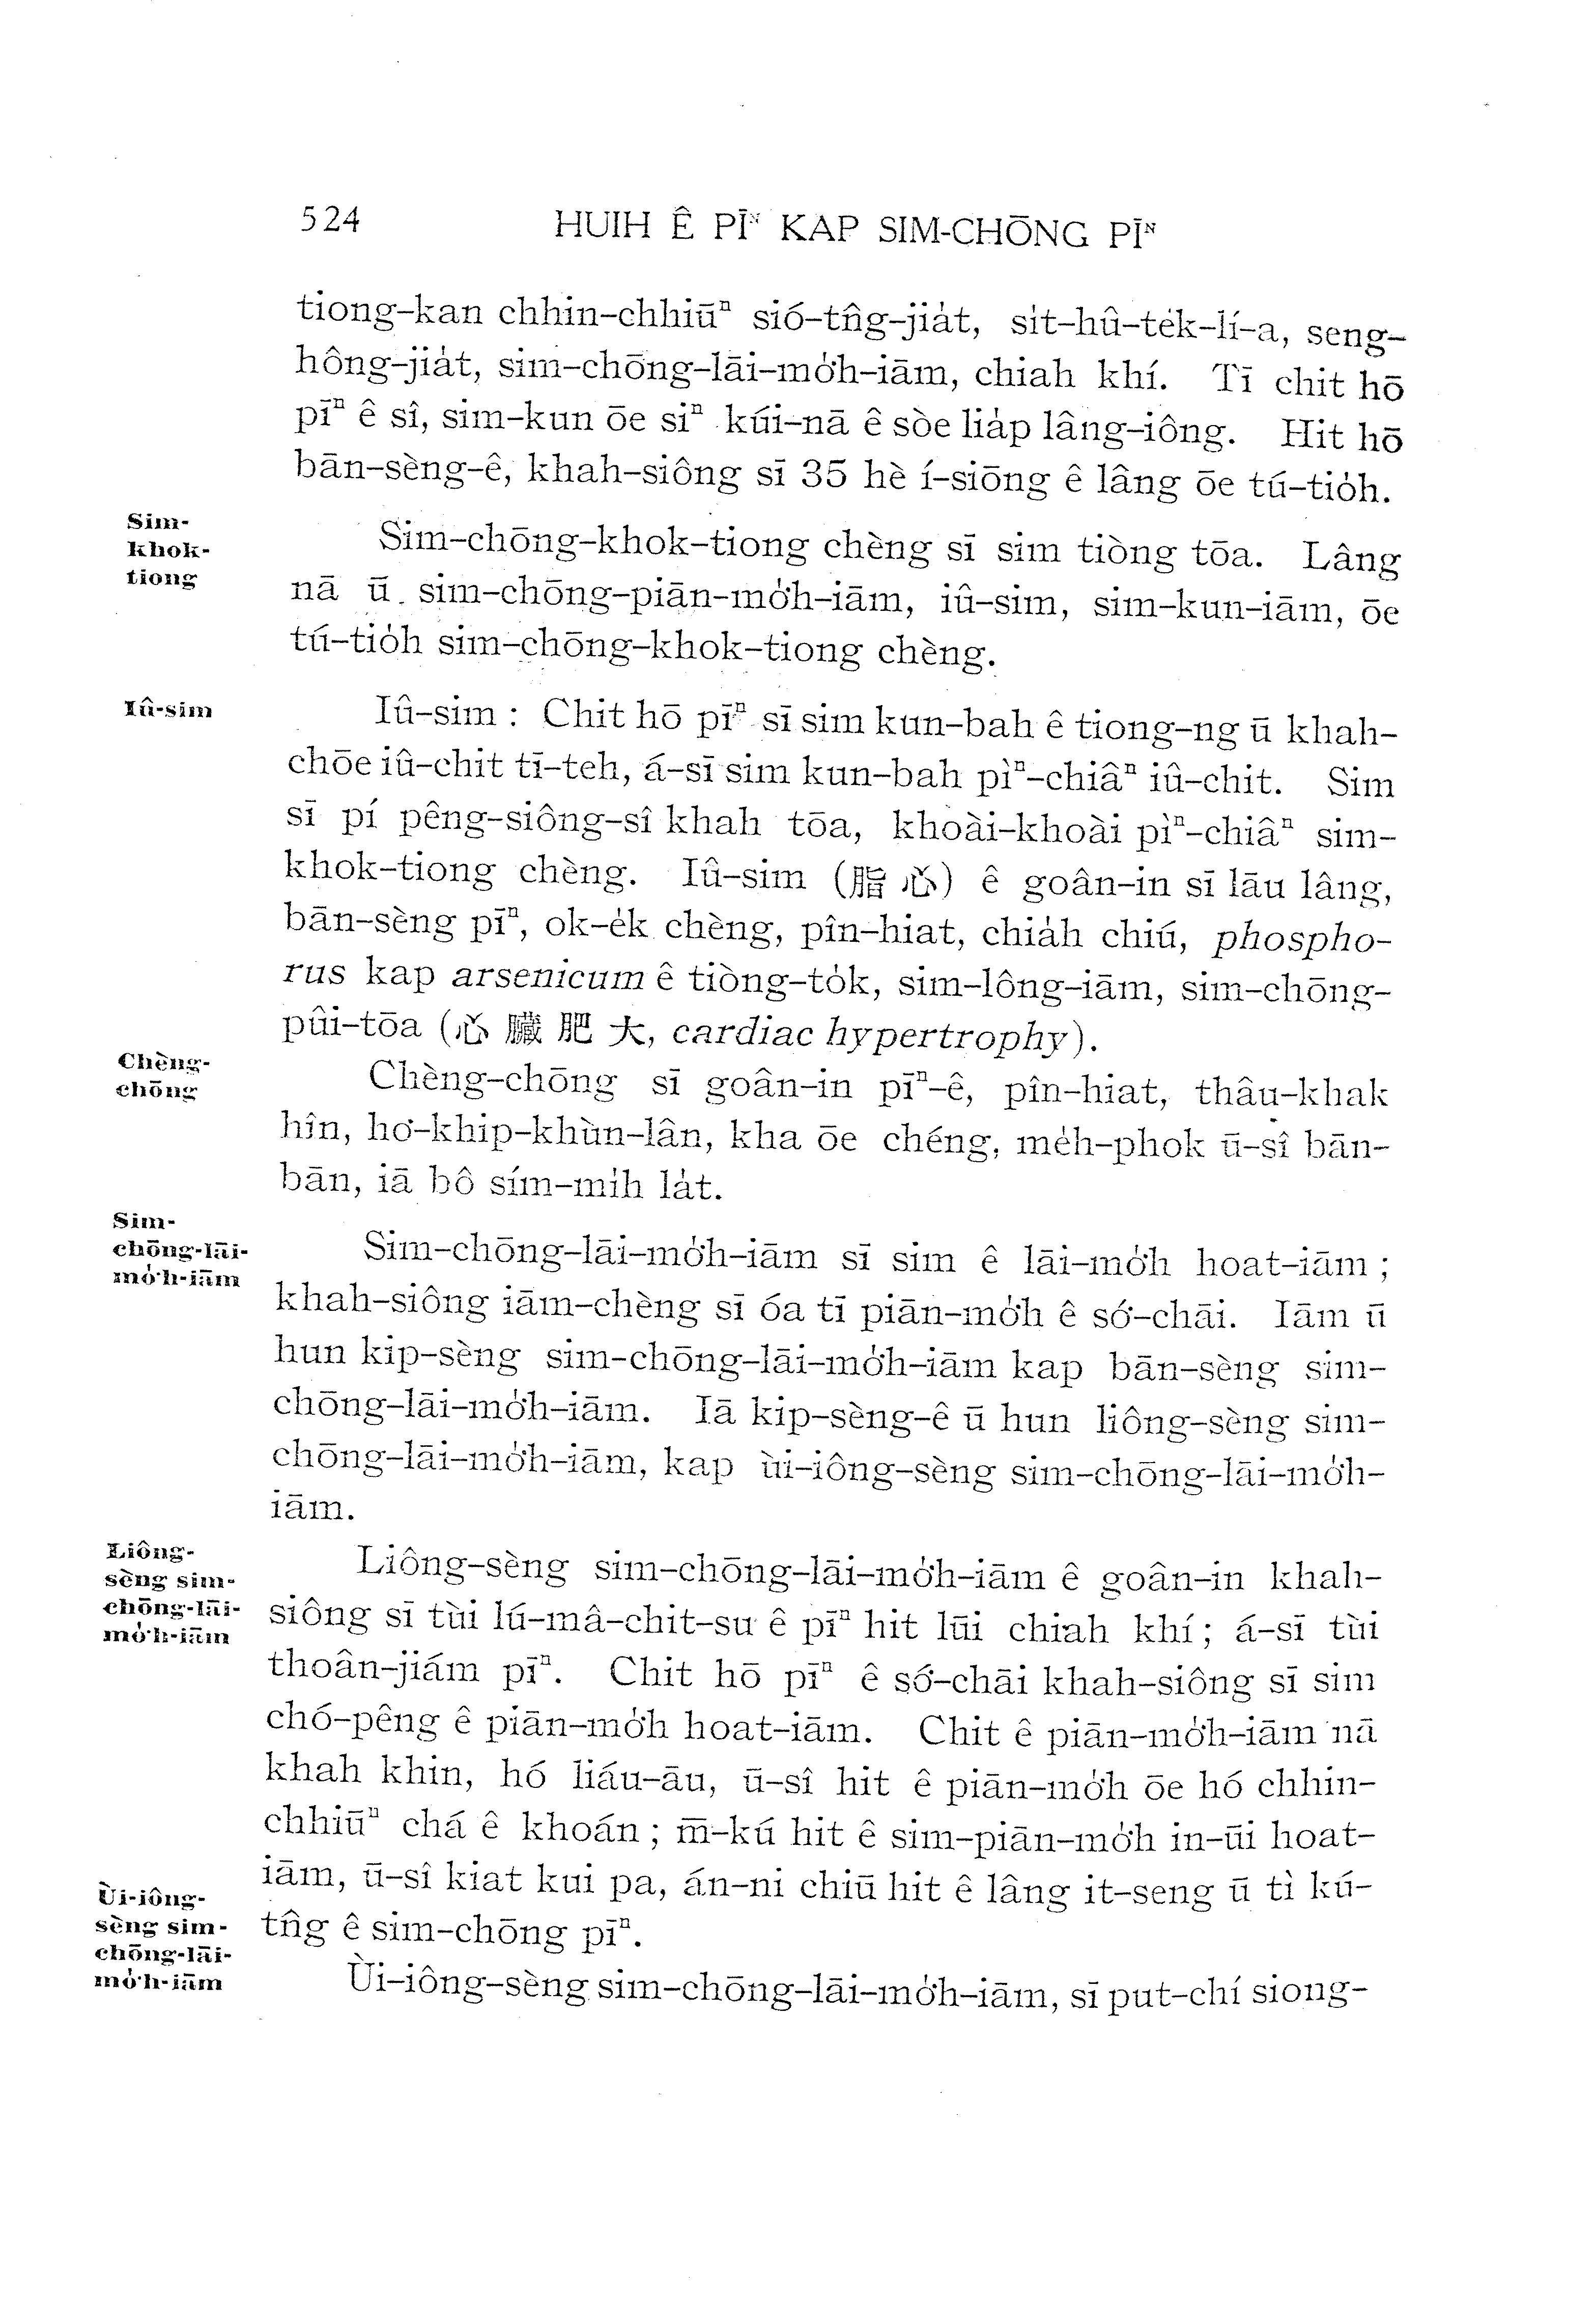 524 HUIH Ê PĪᴺ KAP SIM-CHŌNG PĪᴺ
tiong-kan chhin-chhiūⁿ sió-tn̂g-jia̍t, si̍t-hû-te̍k-lí-a, seng-
hông-jia̍t, sim-chōng-lāi-mo̍͘h-iām, chiah khí. Tī chit hō
pīⁿ ê sî, sim-kun ōe siⁿ kúi-nā ê sòe lia̍p lâng-iông. Hit hō
bān-sèng-ê, khah-siông sī 35 hè í-siōng ê lâng ōe tú-tio̍h.
Sim-
khok-
tiong
Sim-chōng-khok-tiong chèng sī sim tiòng tōa. Lâng
nā ū sim-chōng-piān-mo̍͘h-iām, iû-sim, sim-kun-iām, ōe
tú-tio̍h sim-chōng-khok-tiong chèng.
Iû-sim
Iû-sim : Chit hō pīⁿ sī sim kun-bah ê tiong-ng ū khah-
chōe iû-chit tī-teh, á-sī sim kun-bah pìⁿ-chiâⁿ iû-chit. Sim
sī pí pêng-siông-sî khah tōa, khoài-khoài pìⁿ-chiâⁿ sim-
khok-tiong chèng. Iû-sim (脂心) ê goân-in sī lāu lâng,
bān-sèng pīⁿ, ok-e̍k chèng, pîn-hiat, chia̍h chiú, phospho-
rus kap arsenicum ê tiòng-to̍k, sim-lông-iām, sim-chōng-
pûi-tōa (心臟肥大, cardiac hypertrophy).
Chèng-
chōng
Chèng-chōng sī goân-in pīⁿ-ê, pîn-hiat, thâu-khak
hîn, ho͘-khip-khùn-lân, kha ōe chéng, me̍h-phok ū-sî bān-
bān, iā bô sím-mi̍h la̍t.
Sim-
chōng-lāi-
mo̍͘h-iām
Sim-chōng-lāi-mo̍͘h-iām sī sim ê lāi-mo̍͘h hoat-iām ;
khah-siông iām-chèng sī óa tī piān-mo̍͘h ê só͘-chāi. Iām ū
hun kip-sèng sim-chōng-lāi-mo̍͘h-iām kap bān-sèng sim-
chōng-lāi-mo̍͘h-iām. Iā kip-sèng-ê ū hun liông-sèng sim-
chōng-lāi-mo̍͘h-iām, kap ùi-iông-sèng sim-chōng-lāi-mo̍͘h-
iām.
Liông-
sèng sim-
chōng-lāi-
mo̍͘h-iām
Liông-sèng sim-chōng-lāi-mo̍͘h-iām ê goân-in khah-
siông sī tùi lú-mâ-chit-su ê pīⁿ hit lūi chiah khí ; á-sī tùi
thoân-jiám pīⁿ. Chit hō pīⁿ ê só͘-chāi khah-siông sī sim
chó-pêng ê piān-mo̍͘h hoat-iām. Chit ê piān-mo̍͘h-iām nā
khah khin, hó liáu-āu, ū-sî hit ê piān-mo̍͘h ōe hó chhin-
chhiūⁿ chá ê khoán ; m̄-kú hit ê sim-piān-mo̍͘h in-ūi hoat-
iām, ū-sî kiat kui pa, án-ni chiū hit ê lâng it-seng ū tì kú-
tn̂g ê sim-chōng pīⁿ.
Ùi-iông-
sèng sim-
chōng-lāi-
mo̍͘h-iām
Ùi-iông-sèng sim-chōng-lāi-mo̍͘h-iām, sī put-chí siong-